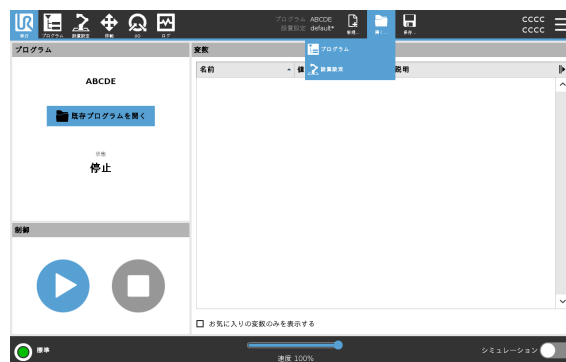 UR
実行
プログラム
設置設定
移動
I/O
ログ
プログラム ABCDE
設置設定 default*
新規...
開く...
保存...
CCCC
CCCC
プログラム
変数
プログラム
設置設定
名前
値
説明
ABCDE
既存プログラムを開く
状態
停止
制御
お気に入りの変数のみを表示する
標準
速度 100%
シミュレーション